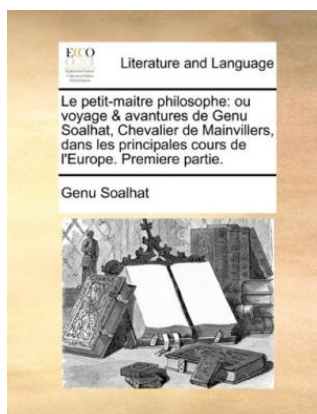 ECCO
Literature and Language
Le petit-maitre philosophe: ou
voyage & avantures de Genu
Soalhat, Chevalier de Mainvillers,
dans les principales cours de
l'Europe. Premiere partie.
Genu Soalhat